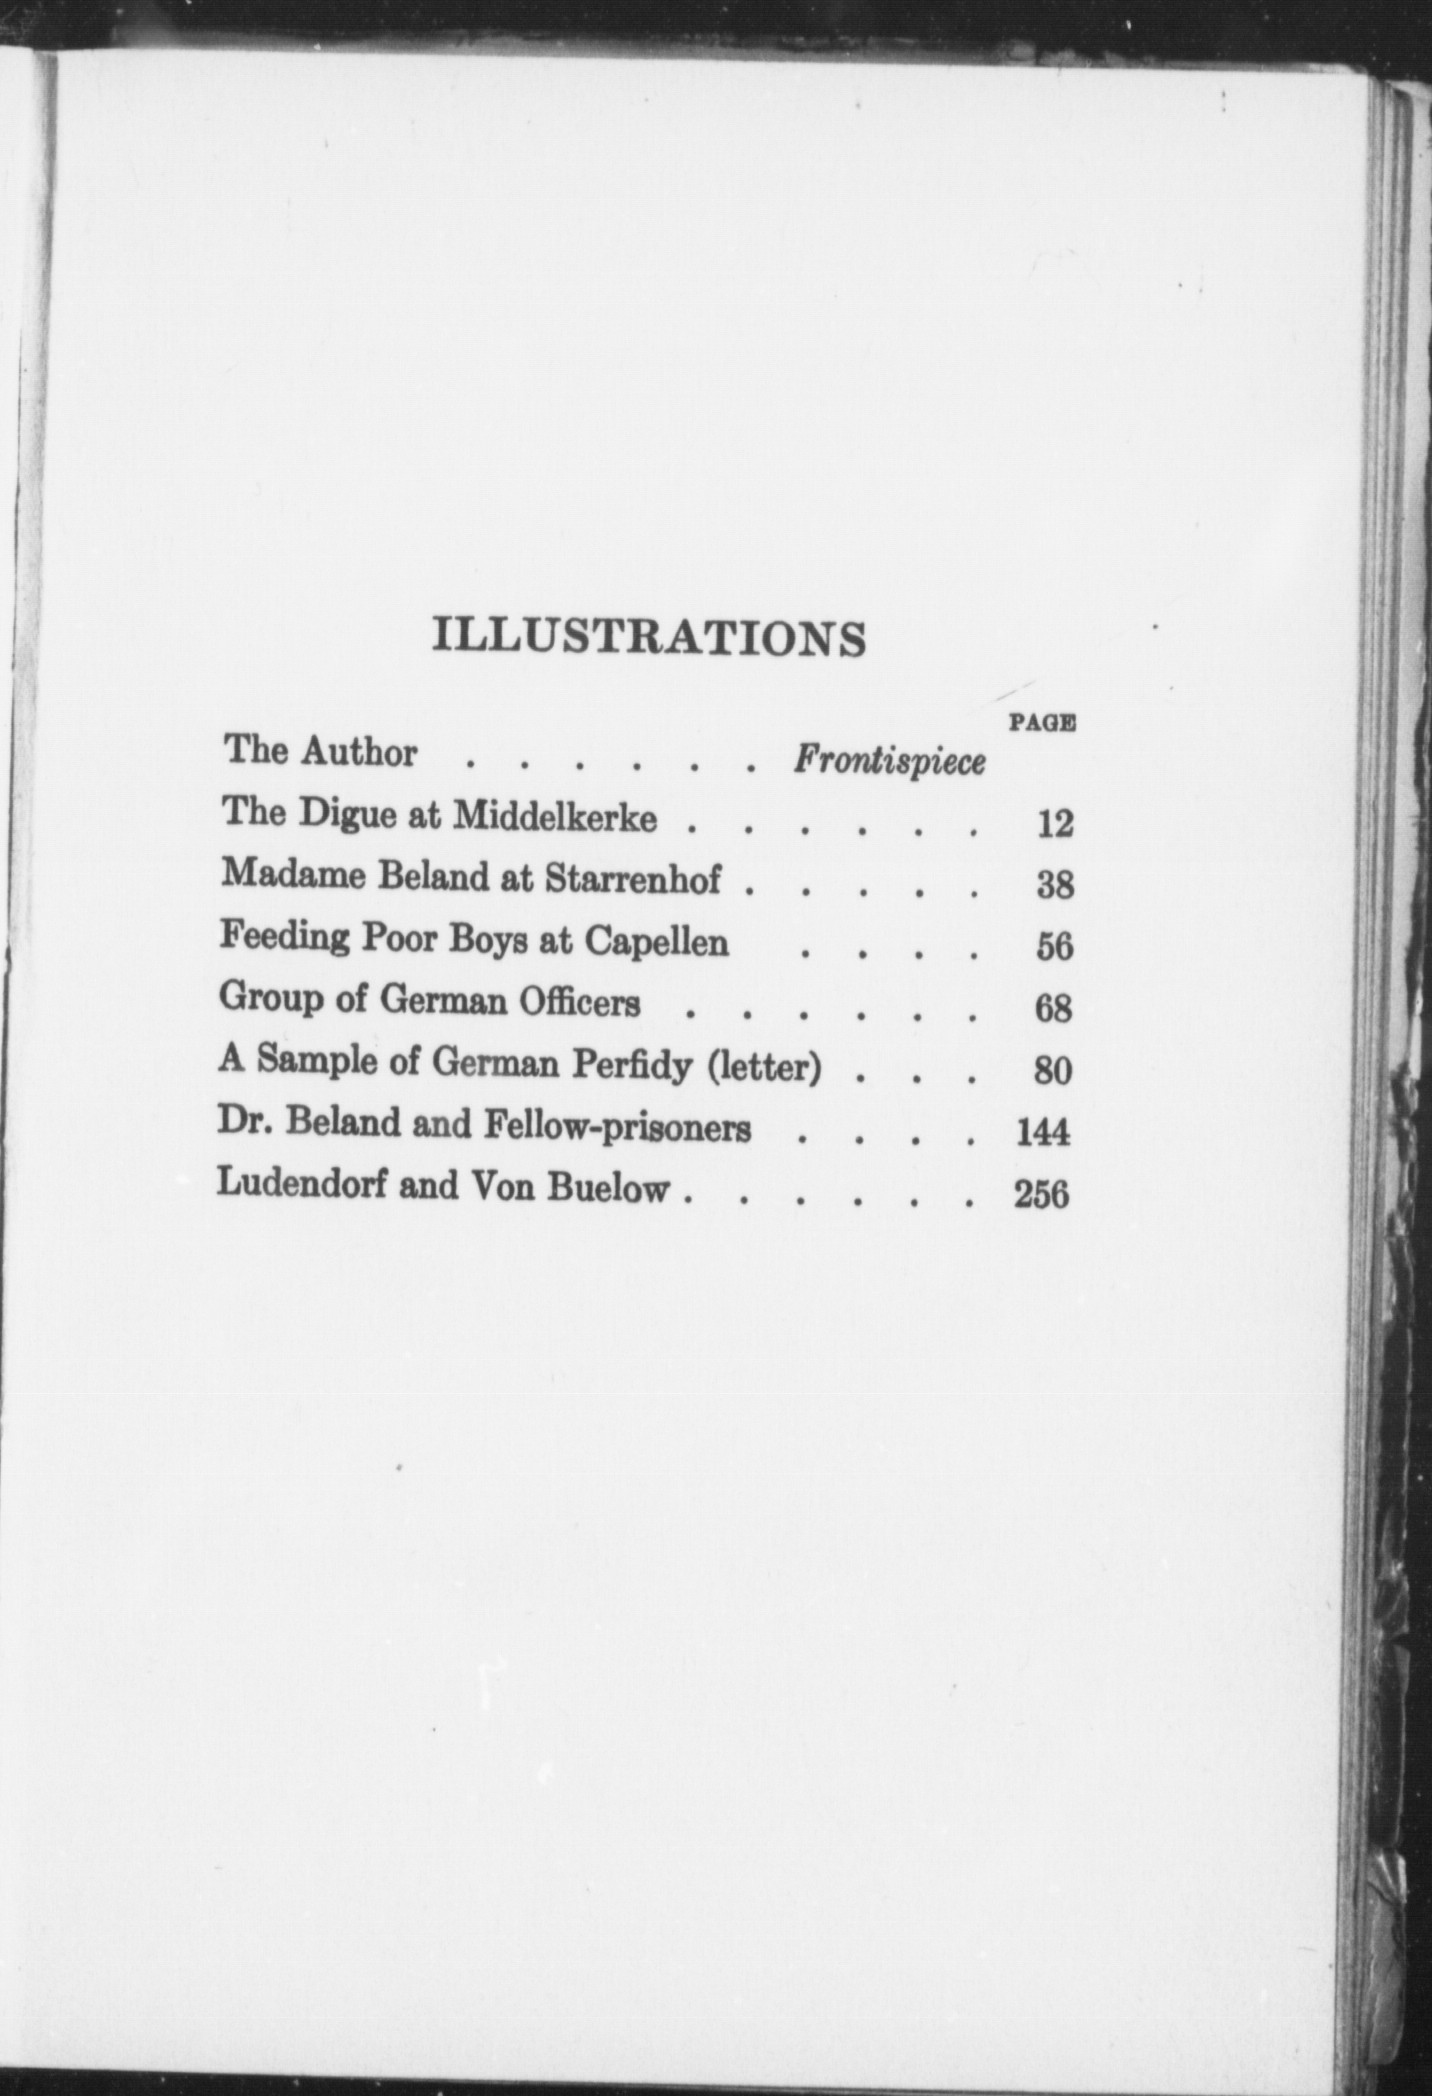 ILLUSTRATIONS
PAGE
The Author . . . . . . Frontispiece
The Digue at Middelkerke . . . . . . 12
Madame Beland at Starrenhof . . . . . 38
Feeding Poor Boys at Capellen . . . . 56
Group of German Officers . . . . . . 68
A Sample of German Perfidy (letter) . . . 80
Dr. Beland and Fellow-prisoners . . . . 144
Ludendorf and Von Buelow . . . . . . 256